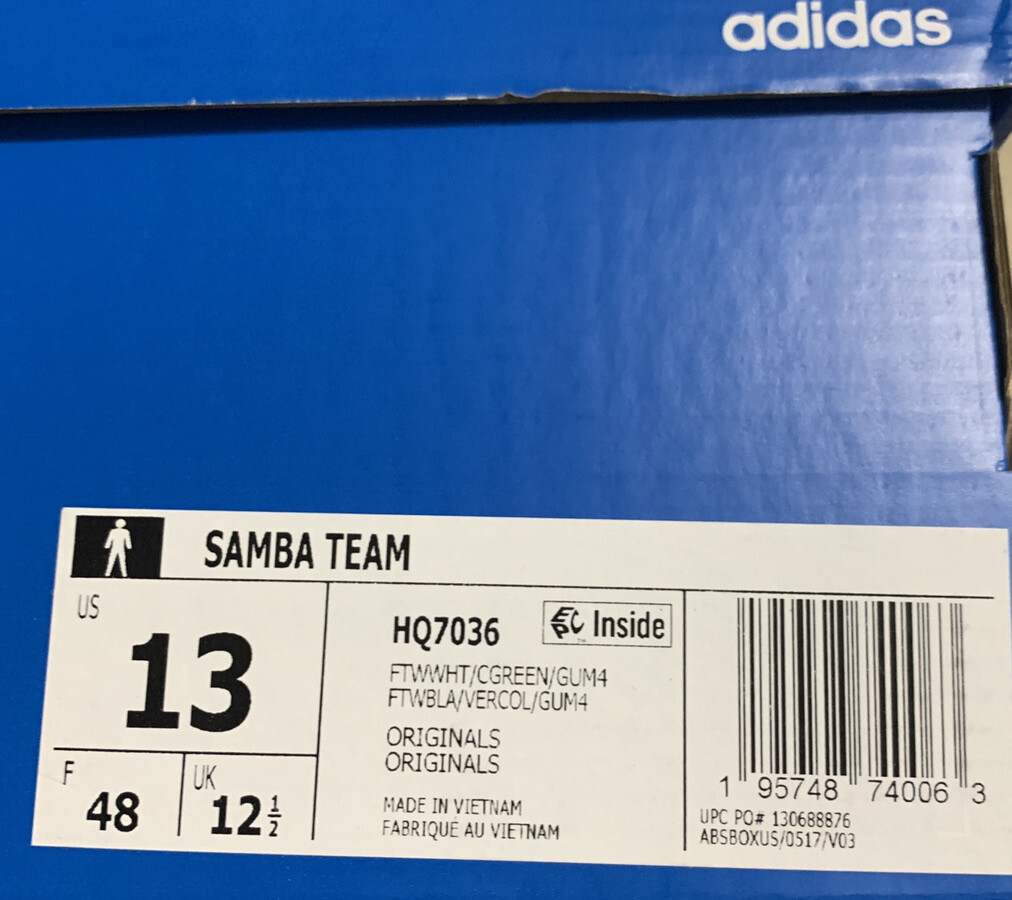 adidas
SAMBA TEAM
US
13
F
48
UK
12 1/2
HQ7036
EPC Inside
FTWWHT/CGREEN/GUM4
FTWBLA/VERCOL/GUM4
ORIGINALS
ORIGINALS
MADE IN VIETNAM
FABRIQUÉ AU VIETNAM
1 95748 74006 3
UPC PO# 130688876
ABSBOXUS/0517/V03